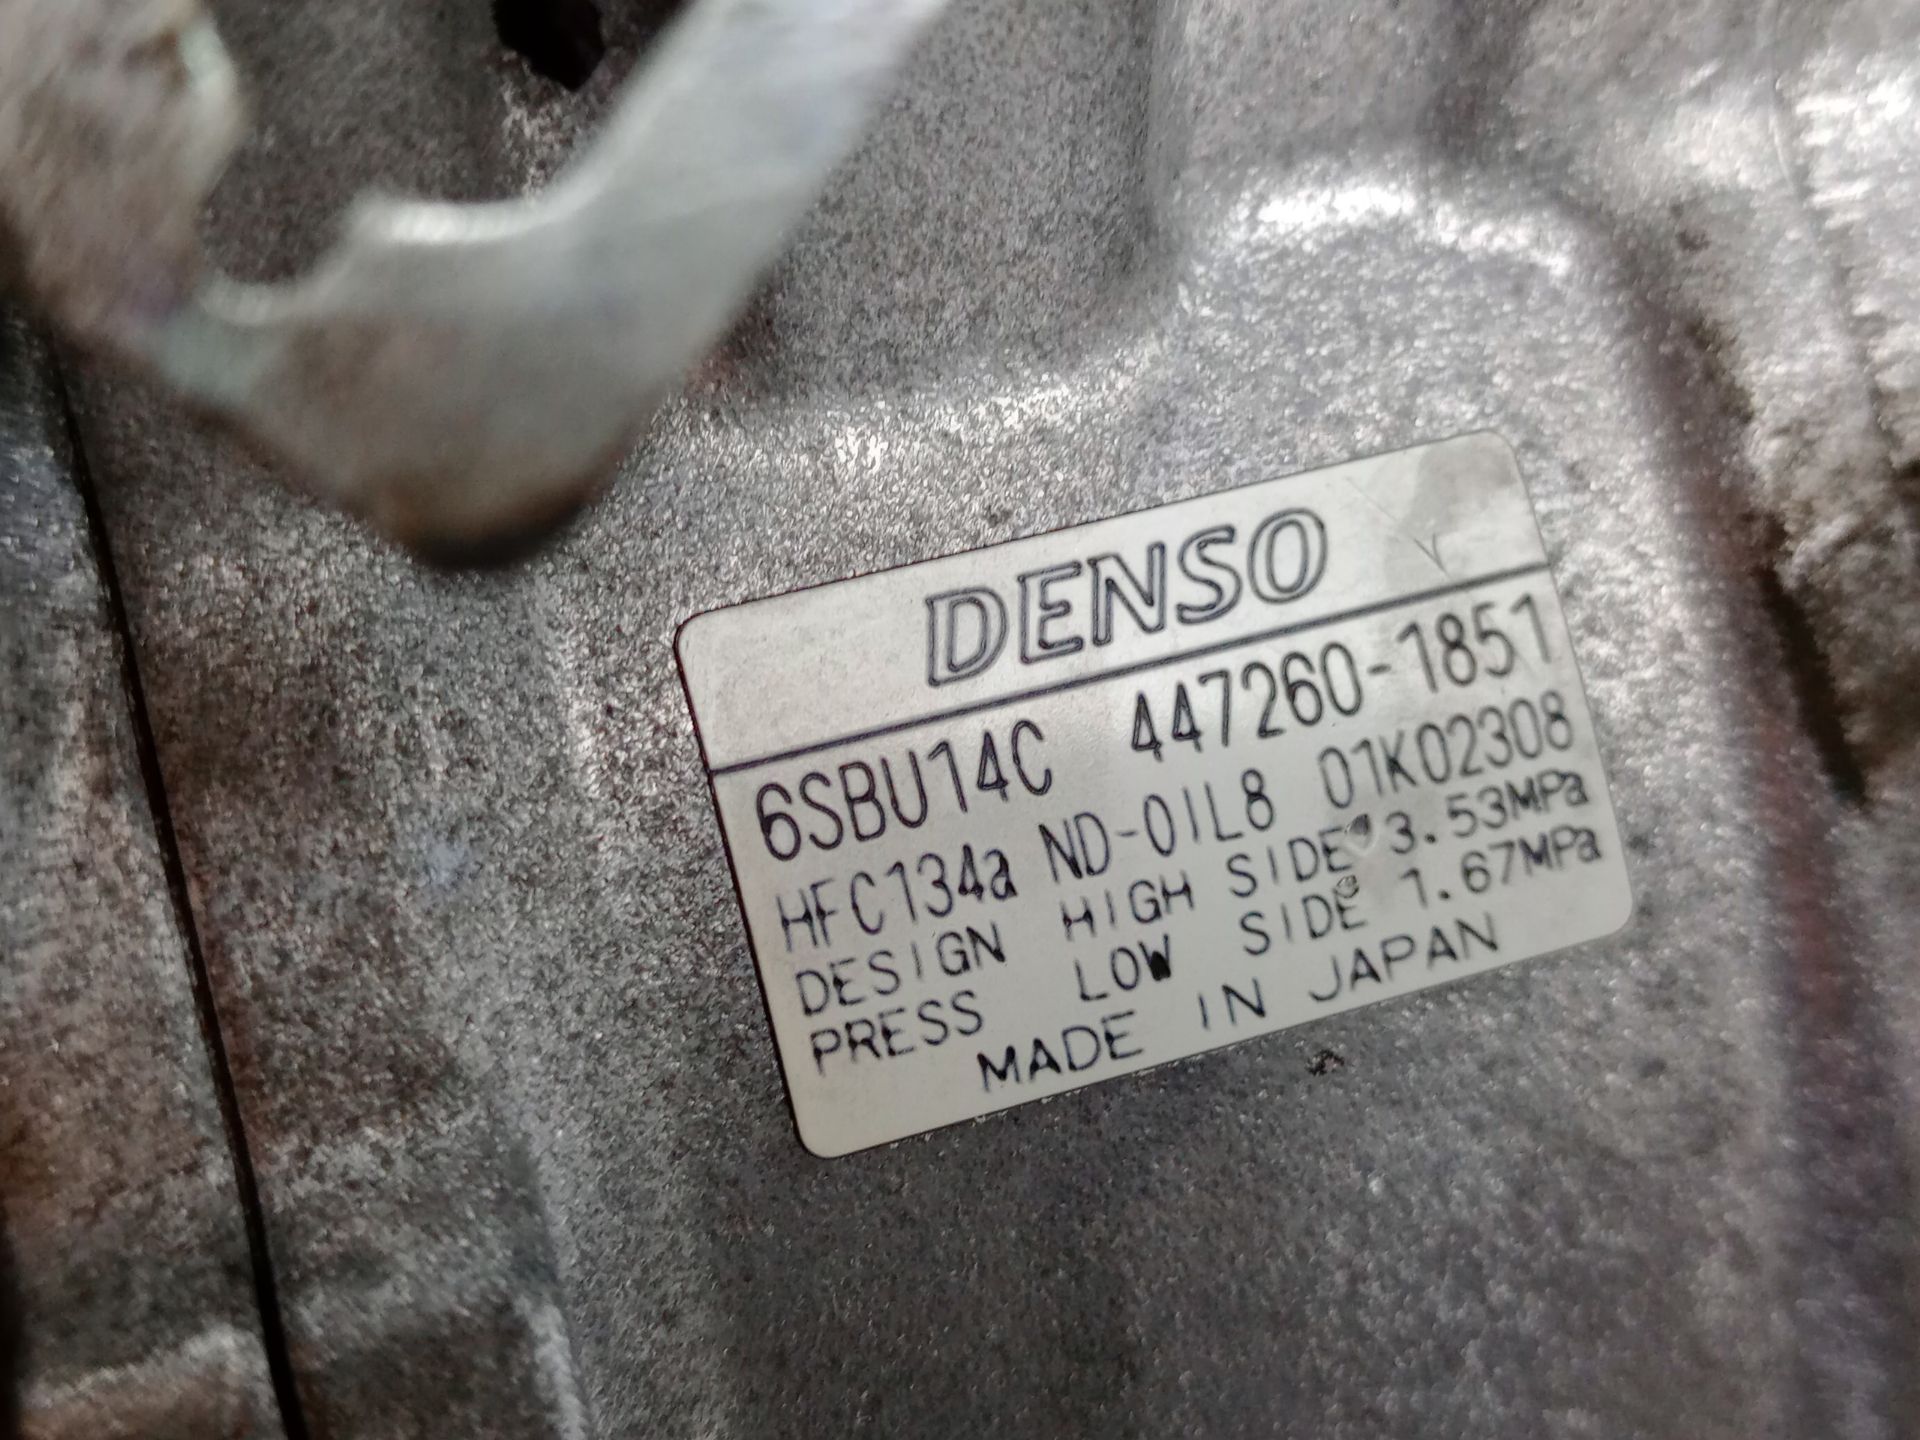 DENSO
6SBU14C 447260-1851
HFC134a ND-OIL8 01K02308
DESIGN HIGH SIDE 3.53MPa
PRESS LOW SIDE 1.67MPa
MADE IN JAPAN